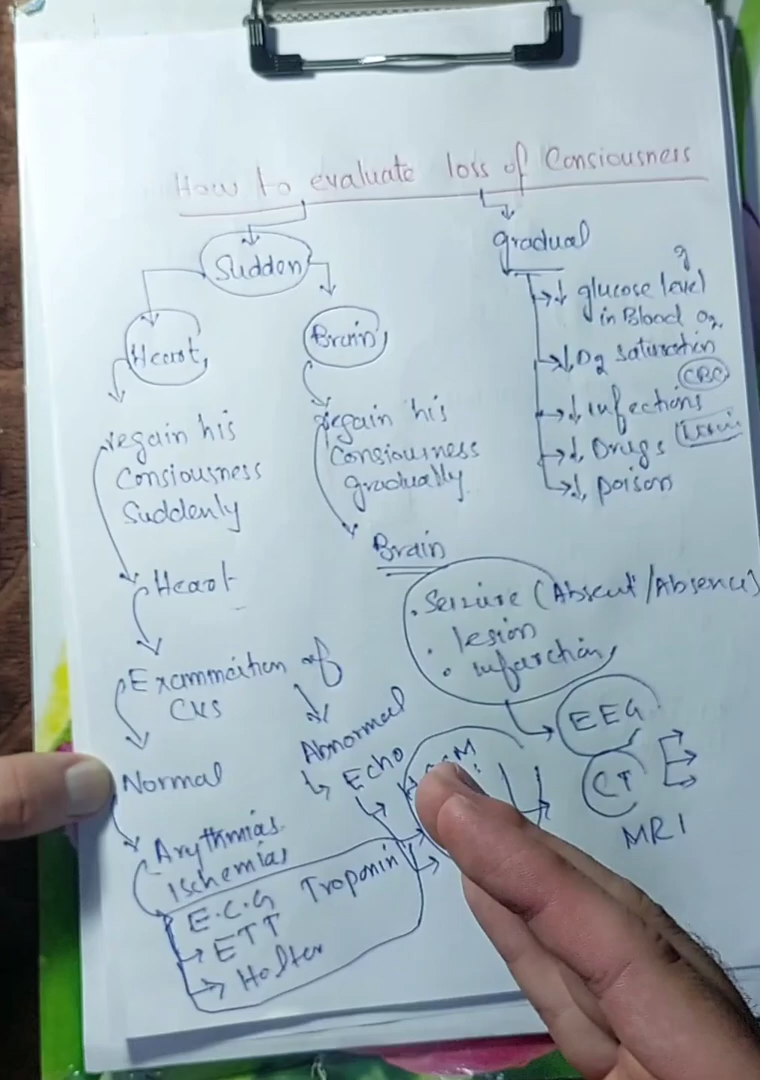 How to evaluate loss of Consiousness
Sudden
gradual
Heart
Brain
↓ glucose level
in Blood O2
↓ O2 saturation
CBC
↓ infections
↓ Drugs
↓ poison
regain his
Consiousness
Suddenly
regain his
Consiousness
gradually
Brain
Heart
. Seizure (Absent/Absence)
. lesion
. infarction
Exammination of
CVS
Abnormal
Echo
EEG
CT
MRI
Normal
Arythmias
ischemias
E.C.G
Troponin
ETT
Holter